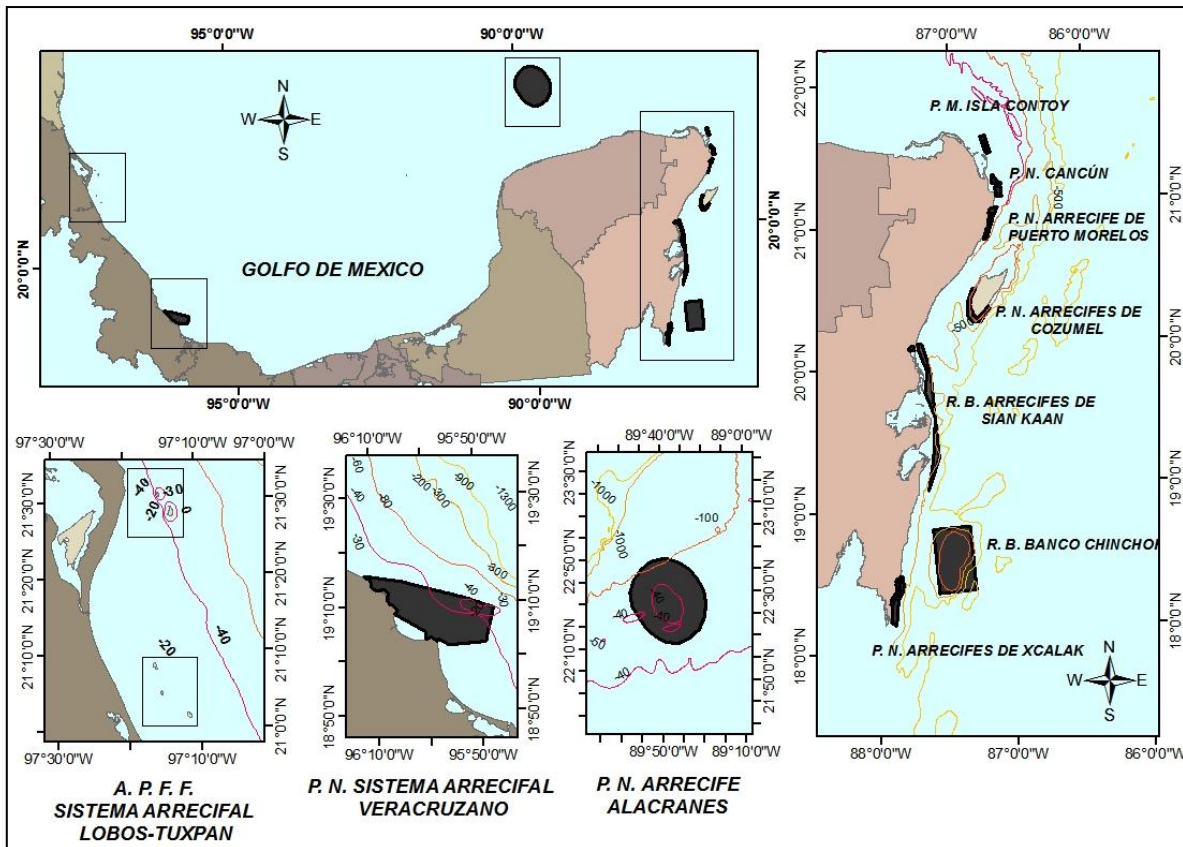 95°0'0"W
90°0'0"W
N
W
E
S
20°0'0"N
20°0'0"N
GOLFO DE MEXICO
95°0'0"W
90°0'0"W
87°0'0"W
86°0'0"W
22°0'0"N
21°0'0"N
20°0'0"N
19°0'0"N
18°0'0"N
21°0'0"N
20°0'0"N
19°0'0"N
18°0'0"N
P. M. ISLA CONTOY
P. N. CANCÚN
-500
P. N. ARRECIFE DE
PUERTO MORELOS
P. N. ARRECIFES DE
COZUMEL
-500
R. B. ARRECIFES DE
SIAN KAAN
R. B. BANCO CHINCHOR
P. N. ARRECIFES DE XCALAK
N
W
E
S
88°0'0"W
87°0'0"W
86°0'0"W
97°30'0"W
97°10'0"W
97°0'0"W
21°30'0"N
21°20'0"N
21°10'0"N
21°30'0"N
21°20'0"N
21°10'0"N
21°0'0"N
-40
-30
-20
0
-40
-20
97°30'0"W
97°10'0"W
A. P. F. F.
SISTEMA ARRECIFAL
LOBOS-TUXPAN
96°10'0"W
95°50'0"W
19°30'0"N
19°10'0"N
18°50'0"N
19°30'0"N
19°10'0"N
18°50'0"N
-60
-40
-80
-30
-200
-300
-900
-1300
-300
-40
-30
96°10'0"W
95°50'0"W
P. N. SISTEMA ARRECIFAL
VERACRUZANO
89°40'0"W
89°0'0"W
23°30'0"N
22°50'0"N
22°10'0"N
23°10'0"N
22°30'0"N
21°50'0"N
-1000
-1000
-100
-40
-40
-40
-50
-40
89°50'0"W
89°10'0"W
P. N. ARRECIFE
ALACRANES